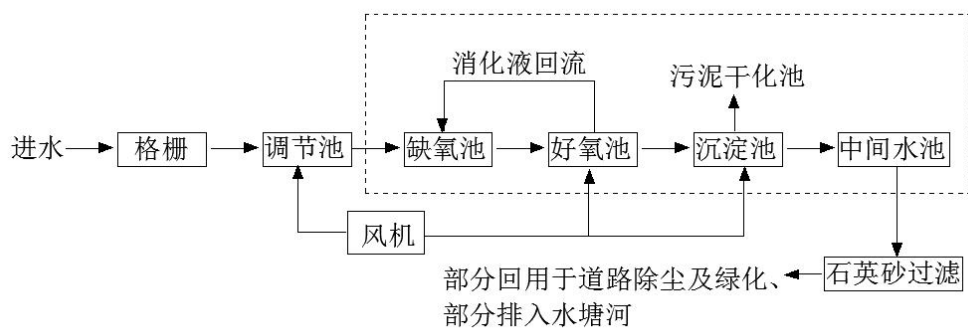 消化液回流
污泥干化池
进水
格栅
调节池
缺氧池
好氧池
沉淀池
中间水池
风机
石英砂过滤
部分回用于道路除尘及绿化、
部分排入水塘河